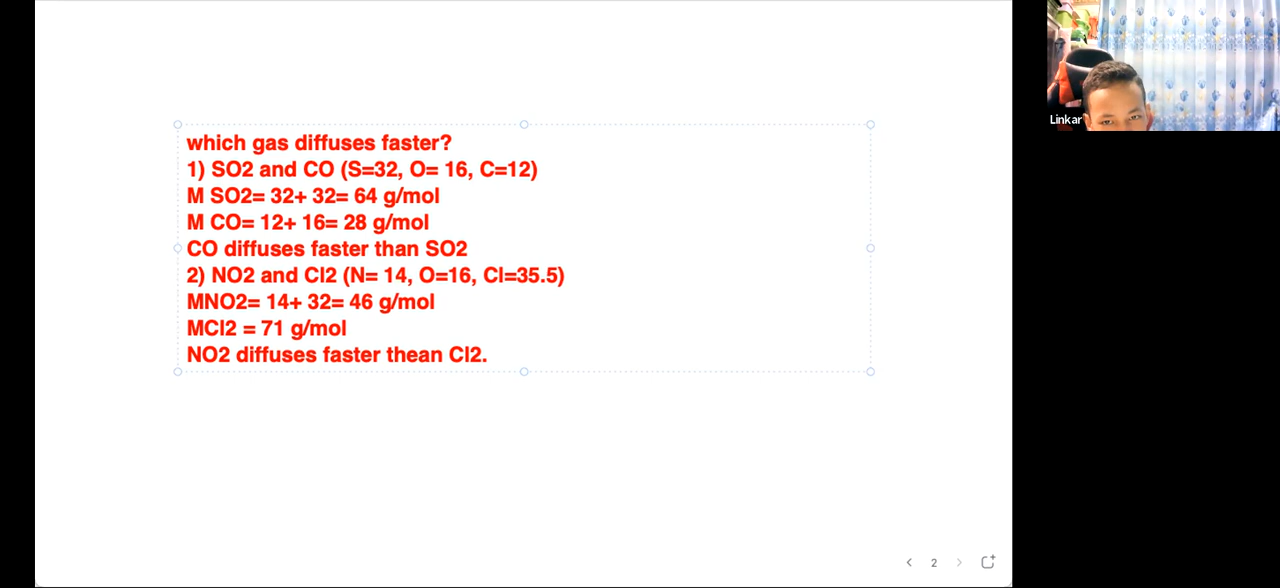 which gas diffuses faster?
1) SO2 and CO (S=32, O= 16, C=12)
M SO2= 32+ 32= 64 g/mol
M CO= 12+ 16= 28 g/mol
CO diffuses faster than SO2
2) NO2 and Cl2 (N= 14, O=16, Cl=35.5)
MNO2= 14+ 32= 46 g/mol
MCl2 = 71 g/mol
NO2 diffuses faster thean Cl2.
Linkar
2